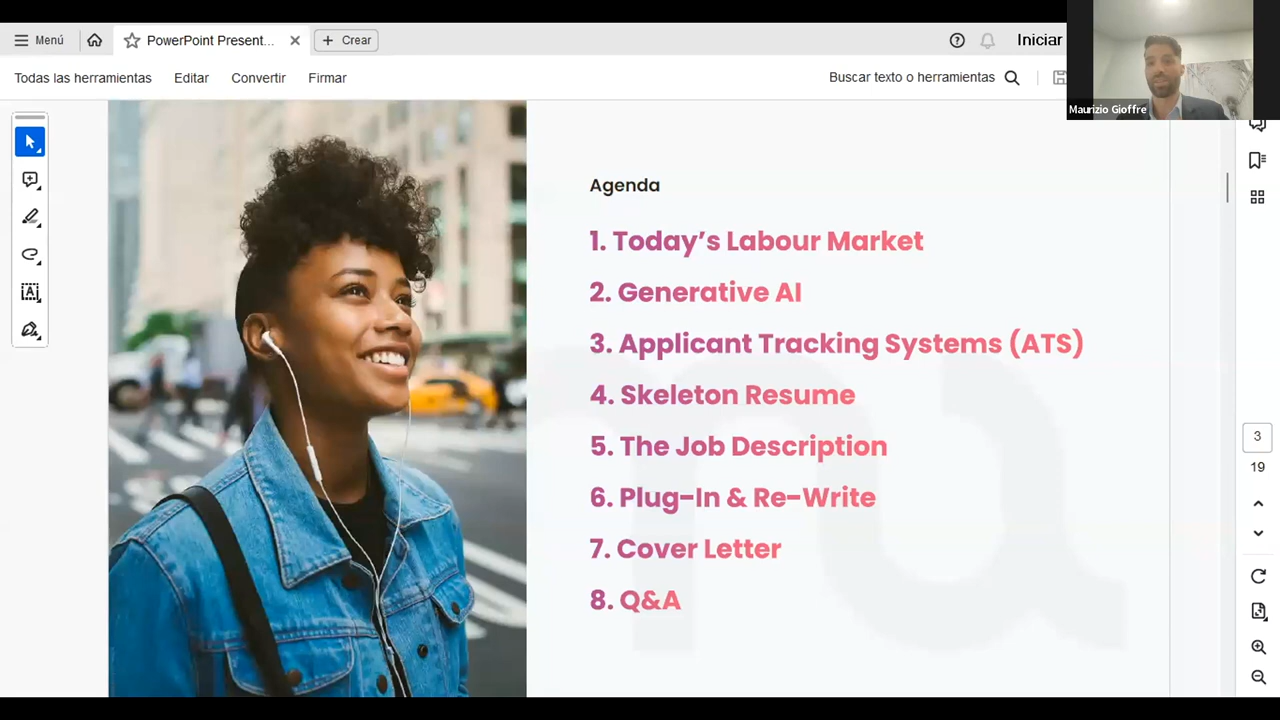 Menú
PowerPoint Present...
Crear
Iniciar
Todas las herramientas
Editar
Convertir
Firmar
Buscar texto o herramientas
Maurizio Gioffre
Agenda
1. Today's Labour Market
2. Generative AI
3. Applicant Tracking Systems (ATS)
4. Skeleton Resume
5. The Job Description
6. Plug-In & Re-Write
7. Cover Letter
8. Q&A
3
19